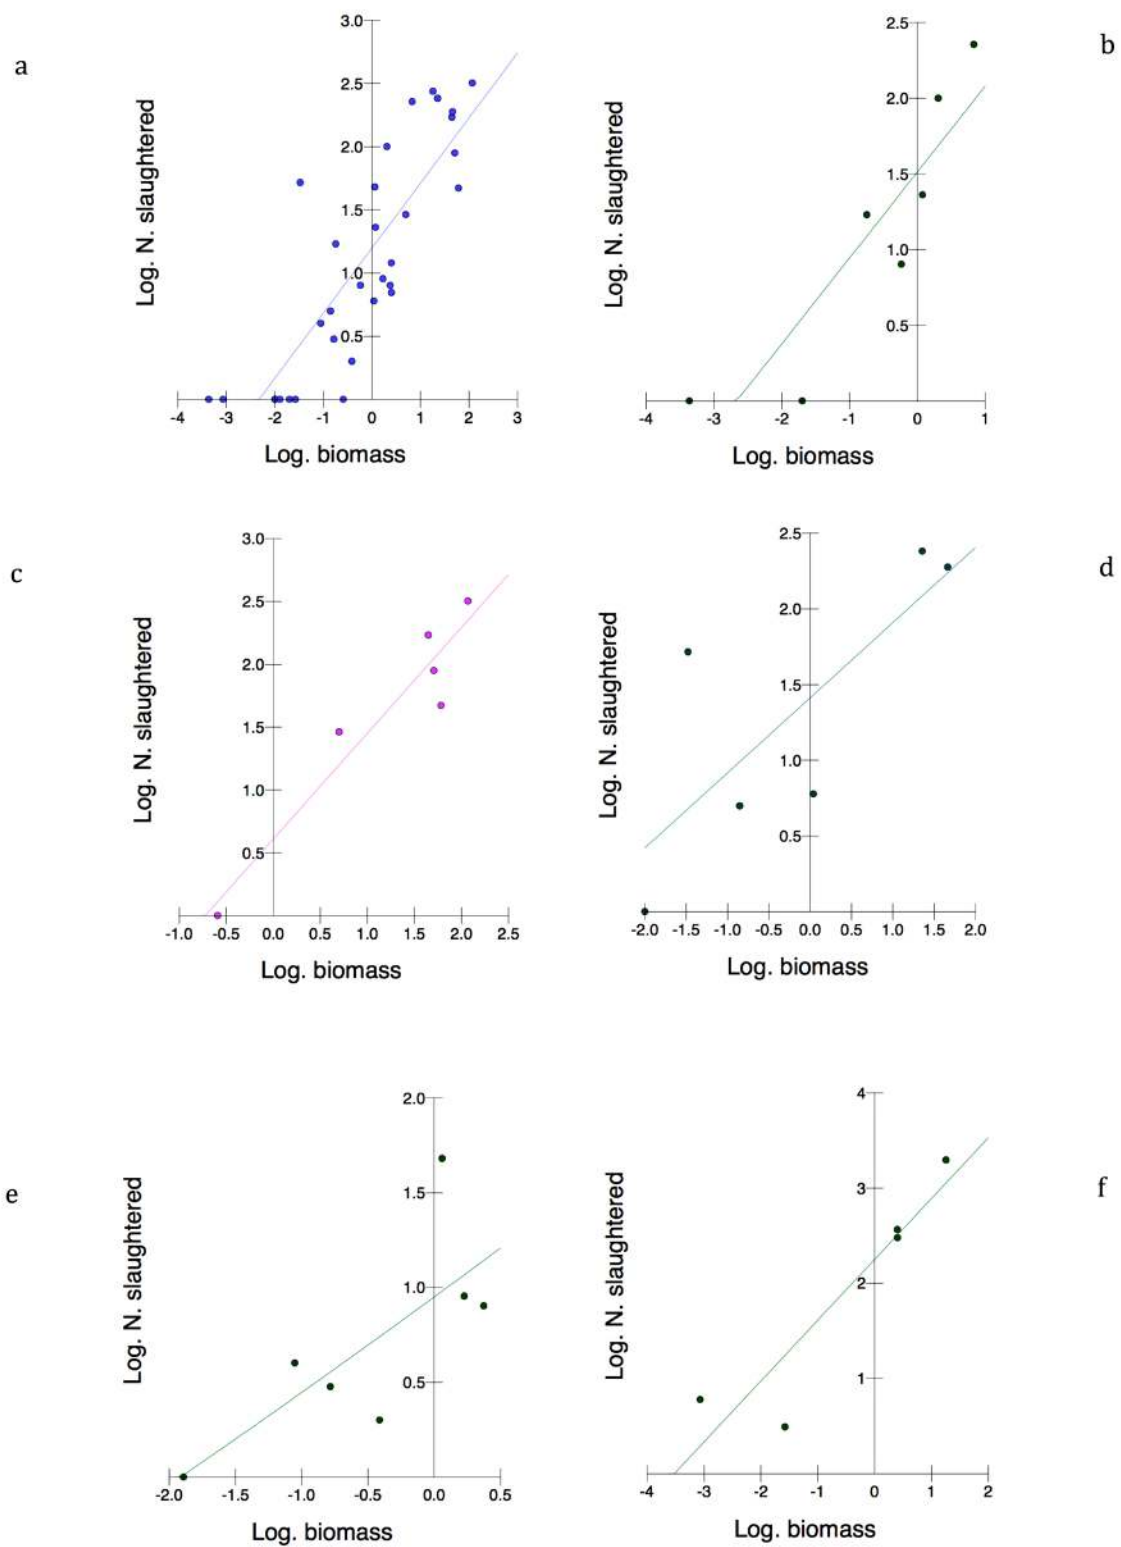 a
3.0
2.5
2.0
1.5
1.0
0.5
Log. N. slaughtered
-4 -3 -2 -1 0 1 2 3
Log. biomass
b
2.5
2.0
1.5
1.0
0.5
Log. N. slaughtered
-4 -3 -2 -1 0 1
Log. biomass
c
3.0
2.5
2.0
1.5
1.0
0.5
Log. N. slaughtered
-1.0 -0.5 0.0 0.5 1.0 1.5 2.0 2.5
Log. biomass
d
2.5
2.0
1.5
1.0
0.5
Log. N. slaughtered
-2.0 -1.5 -1.0 -0.5 0.0 0.5 1.0 1.5 2.0
Log. biomass
e
2.0
1.5
1.0
0.5
Log. N. slaughtered
-2.0 -1.5 -1.0 -0.5 0.0 0.5
Log. biomass
f
4
3
2
1
Log. N. slaughtered
-4 -3 -2 -1 0 1 2
Log. biomass